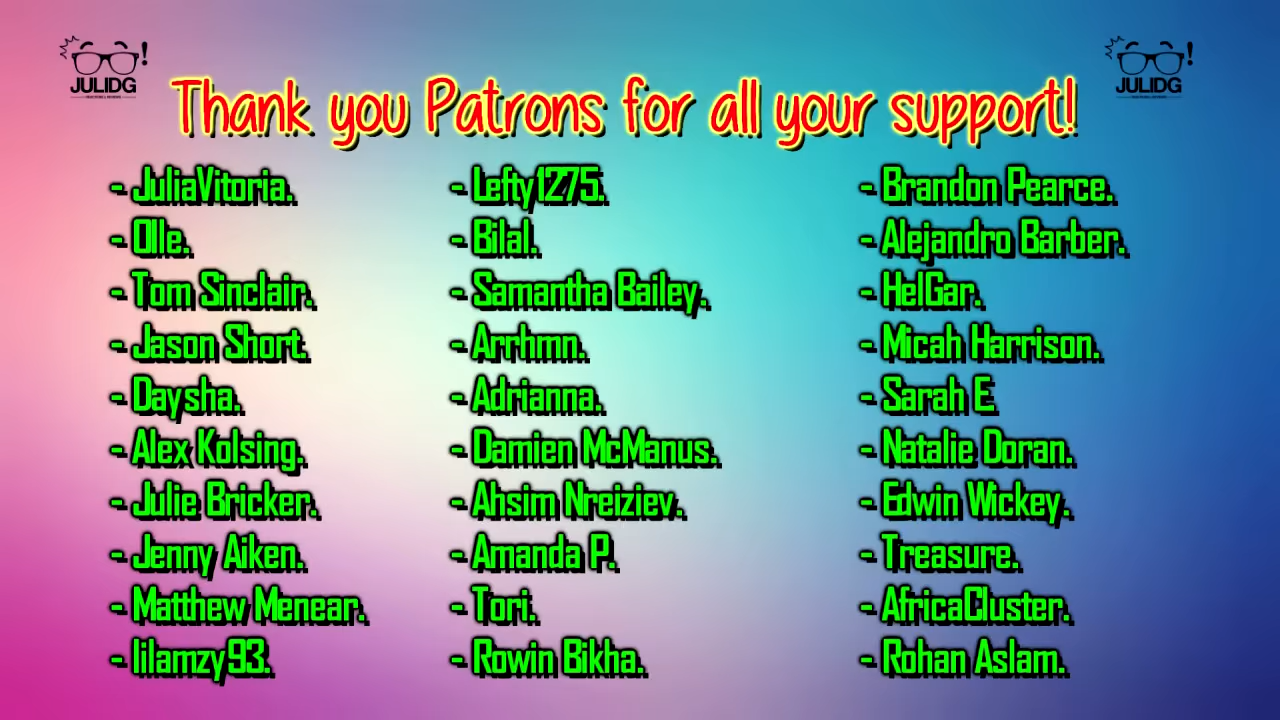 JULIDG
JULIDG
Thank you Patrons for all your support!
- JuliaVitoria.
- Olle.
- Tom Sinclair.
- Jason Short.
- Daysha.
- Alex Kolsing.
- Julie Bricker.
- Jenny Aiken.
- Matthew Menear.
- lilamzy93.
- Lefty1275.
- Bilal.
- Samantha Bailey.
- Arrhmn.
- Adrianna.
- Damien McManus.
- Ahsim Nreiziev.
- Amanda P.
- Tori.
- Rowin Bikha.
- Brandon Pearce.
- Alejandro Barber.
- HelGar.
- Micah Harrison.
- Sarah E.
- Natalie Doran.
- Edwin Wickey.
- Treasure.
- AfricaCluster.
- Rohan Aslam.